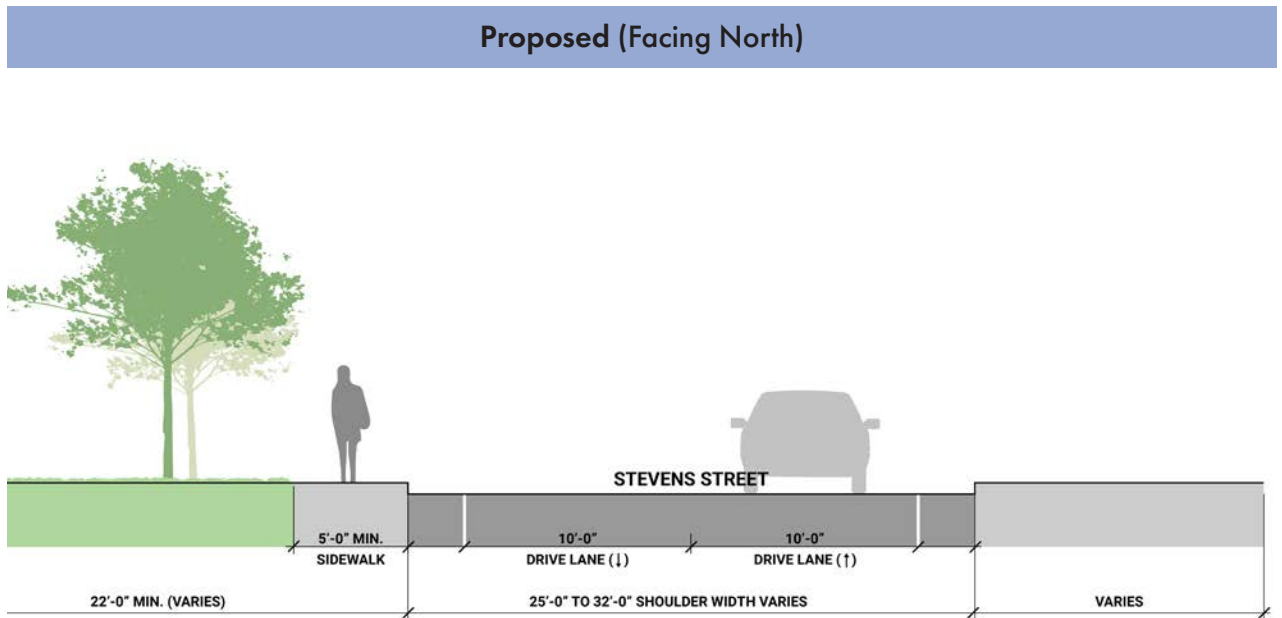 Proposed (Facing North)
STEVENS STREET
5'-0" MIN.
SIDEWALK
10'-0"
DRIVE LANE (↓)
10'-0"
DRIVE LANE (↑)
22'-0" MIN. (VARIES)
25'-0" TO 32'-0" SHOULDER WIDTH VARIES
VARIES